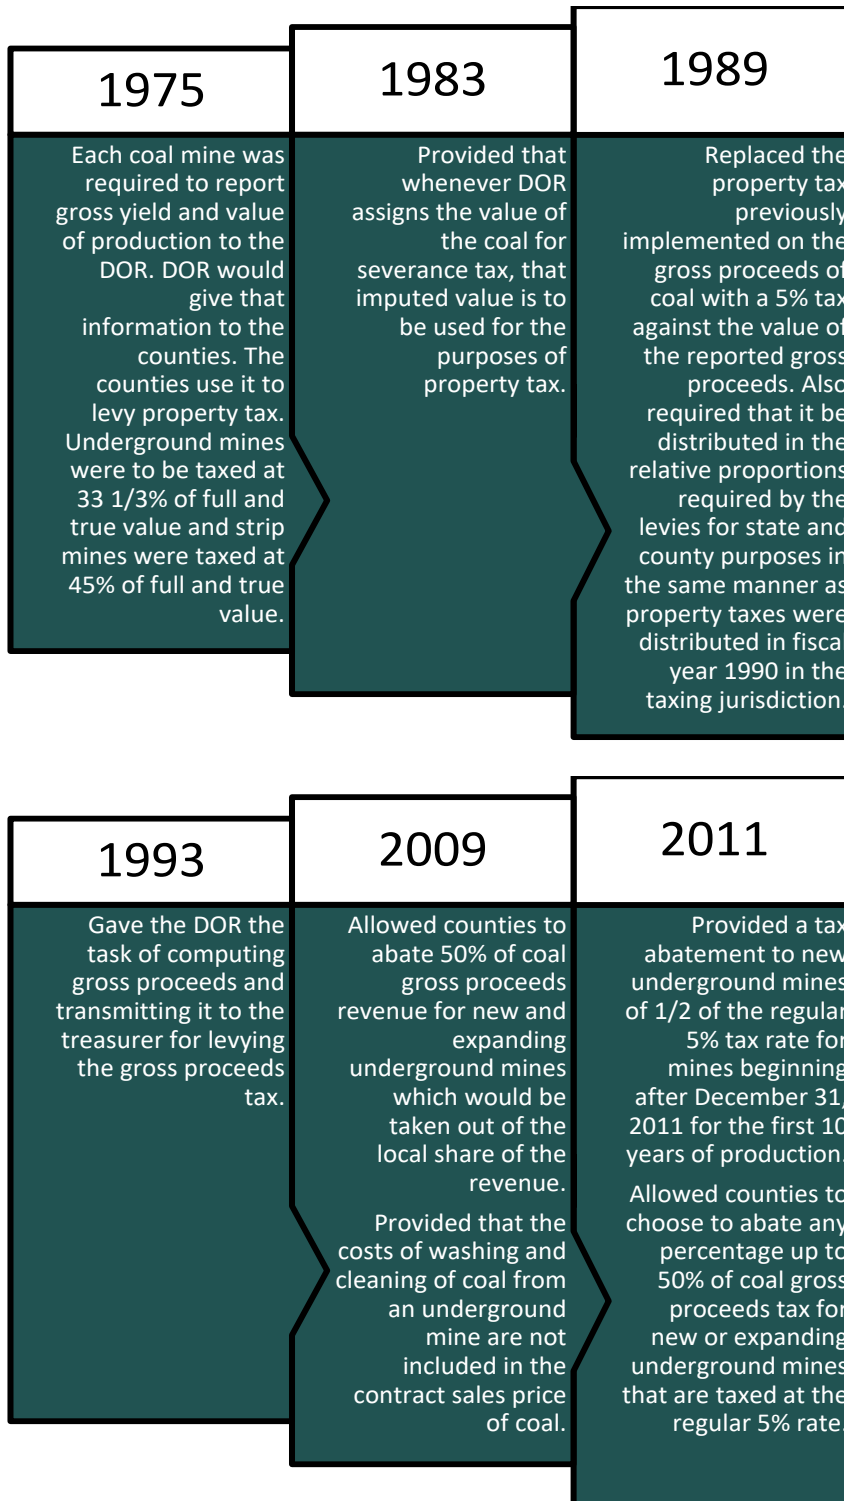 1975
Each coal mine was
required to report
gross yield and value
of production to the
DOR. DOR would
give that
information to the
counties. The
counties use it to
levy property tax.
Underground mines
were to be taxed at
33 1/3% of full and
true value and strip
mines were taxed at
45% of full and true
value.
1983
Provided that
whenever DOR
assigns the value of
the coal for
severance tax, that
imputed value is to
be used for the
purposes of
property tax.
1989
Replaced the
property tax
previously
implemented on the
gross proceeds of
coal with a 5% tax
against the value of
the reported gross
proceeds. Also
required that it be
distributed in the
relative proportions
required by the
levies for state and
county purposes in
the same manner as
property taxes were
distributed in fiscal
year 1990 in the
taxing jurisdiction.
1993
Gave the DOR the
task of computing
gross proceeds and
transmitting it to the
treasurer for levying
the gross proceeds
tax.
2009
Allowed counties to
abate 50% of coal
gross proceeds
revenue for new and
expanding
underground mines
which would be
taken out of the
local share of the
revenue.
Provided that the
costs of washing and
cleaning of coal from
an underground
mine are not
included in the
contract sales price
of coal.
2011
Provided a tax
abatement to new
underground mines
of 1/2 of the regular
5% tax rate for
mines beginning
after December 31,
2011 for the first 10
years of production.
Allowed counties to
choose to abate any
percentage up to
50% of coal gross
proceeds tax for
new or expanding
underground mines
that are taxed at the
regular 5% rate.